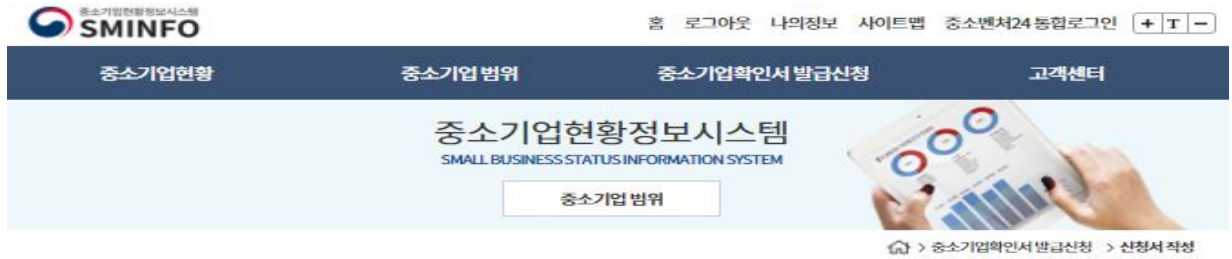 중소기업현황정보시스템
SMINFO
홈 로그아웃 나의정보 사이트맵 중소벤처24 통합로그인 + T -
중소기업현황 중소기업 범위 중소기업확인서 발급신청 고객센터
중소기업현황정보시스템
SMALL BUSINESS STATUS INFORMATION SYSTEM
중소기업 범위
> 중소기업확인서 발급신청 > 신청서 작성